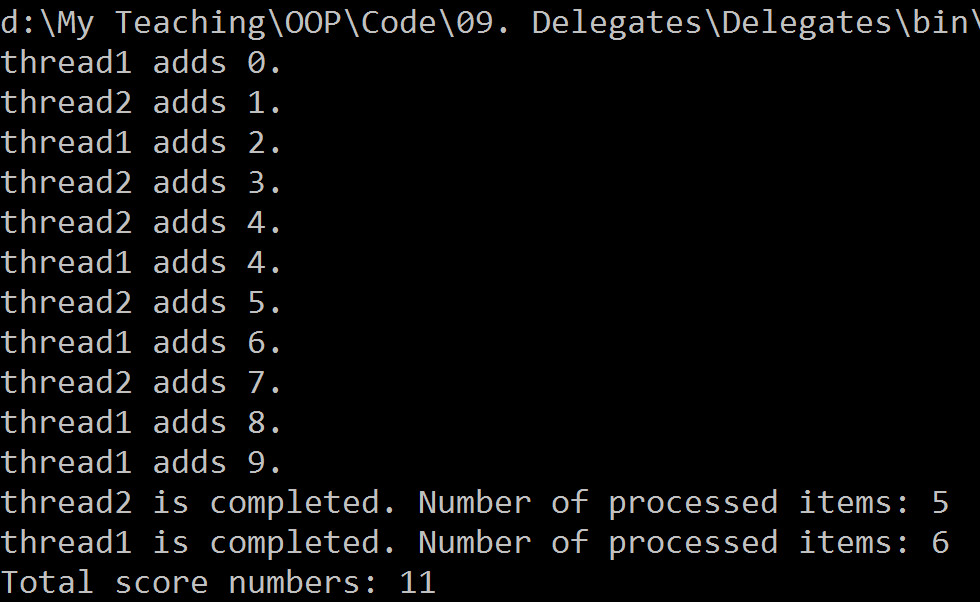 d:\My Teaching\OOP\Code\09. Delegates\Delegates\bin\
thread1 adds 0.
thread2 adds 1.
thread1 adds 2.
thread2 adds 3.
thread2 adds 4.
thread1 adds 4.
thread2 adds 5.
thread1 adds 6.
thread2 adds 7.
thread1 adds 8.
thread1 adds 9.
thread2 is completed. Number of processed items: 5
thread1 is completed. Number of processed items: 6
Total score numbers: 11